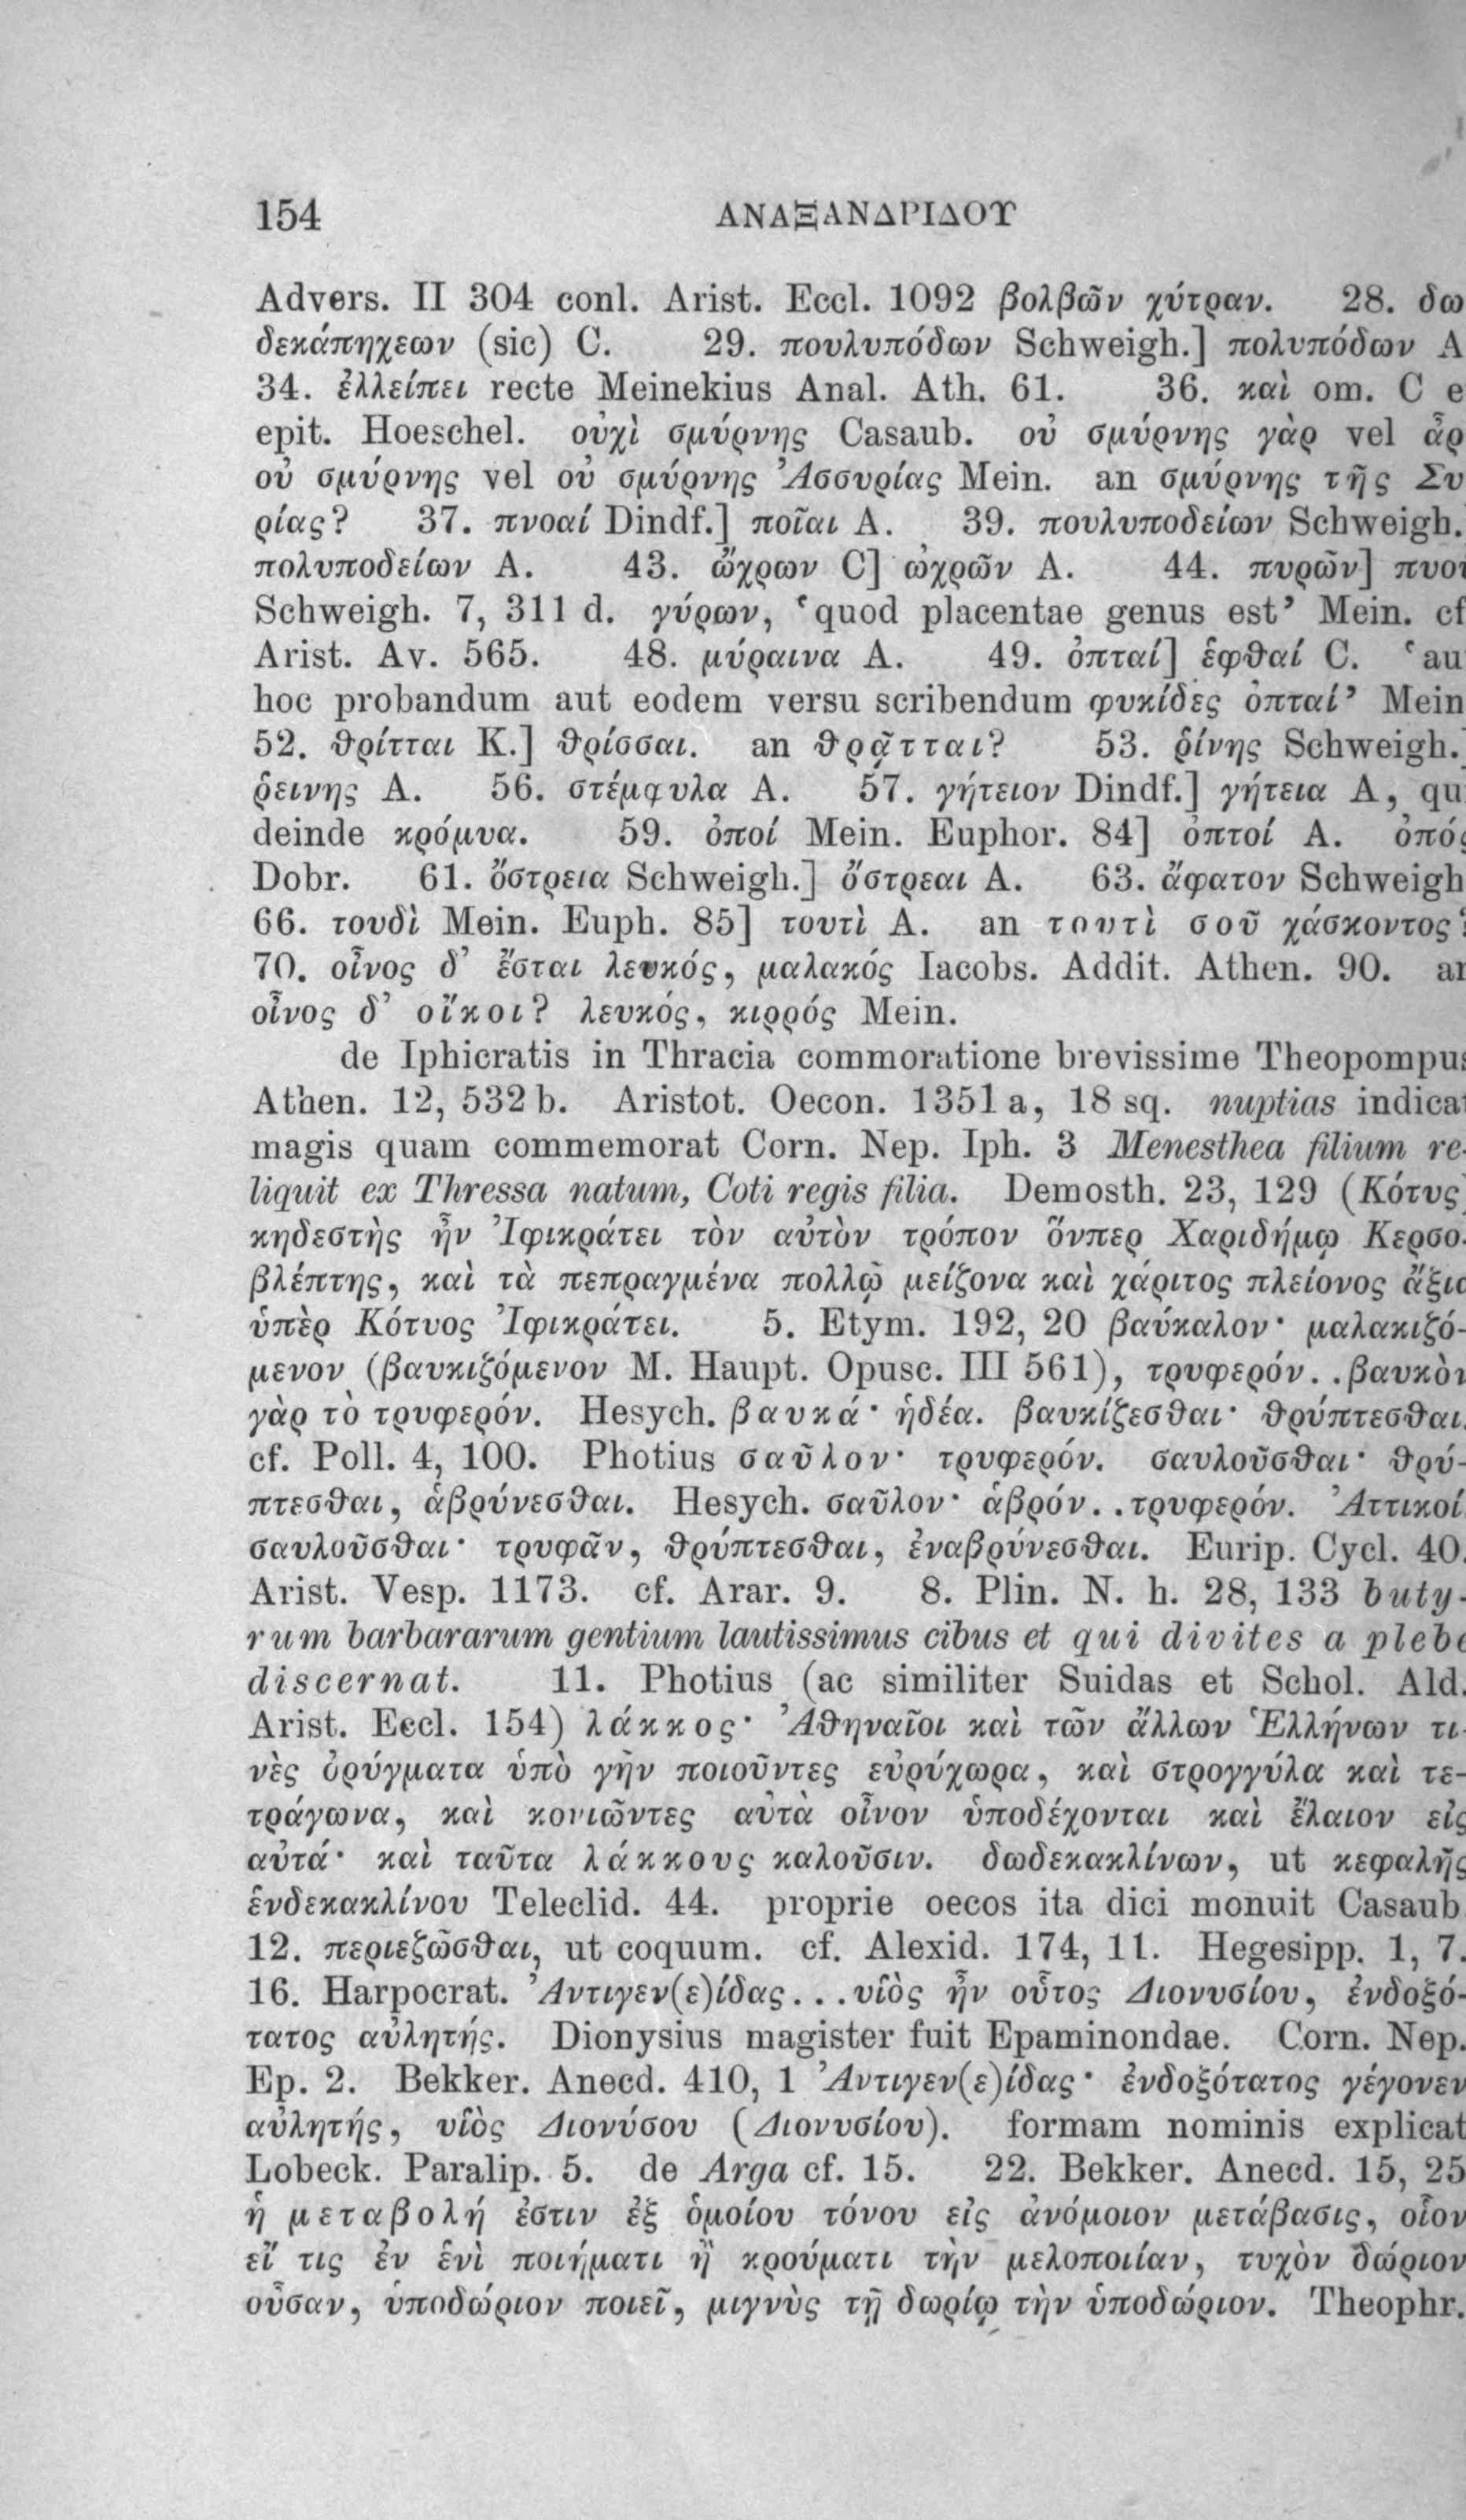 154 ΑΝΑΞΑΝΔΡΙΔΟΥ
Advers. II 304 conl. Arist. Eccl. 1092 βολβῶν χύτραν. 28. δω
δεκάπηχεων (sic) C. 29. πουλυπόδων Schweigh.] πολυπόδων A
34. ἐλλείπει recte Meinekius Anal. Ath. 61. 36. καὶ om. C e
epit. Hoeschel. οὐχὶ σμύρνης Casaub. οὐ σμύρνης γὰρ vel ἆρ
οὐ σμύρνης vel οὐ σμύρνης Ἀσσυρίας Mein. an σμύρνης τῆς Συ
ρίας? 37. πνοαί Dindf.] ποῖαι A. 39. πουλυποδείων Schweigh.
πολυποδείων A. 43. ὤχρων C] ὠχρῶν A. 44. πυρῶν]
Schweigh. 7, 311 d. γύρων, ‘quod placentae genus est’ Mein. cf
Arist. Av. 565. 48. μύραινα A. 49. ὀπταί] ἑφθαί C. ‘au
hoc probandum aut eodem versu scribendum φυκίδες ὀπταί’ Mein
52. θρίτται K.] θρίσσαι. an θρᾷτται? 53. ῥίνης Schweigh.]
ῥεινης A. 56. στέμφυλα A. 57. γήτειον Dindf.] γήτεια A, qu
deinde κρόμυα. 59. ὀποί Mein. Euphor. 84] ὀπτοί A. ὀπός
Dobr. 61. ὄστρεια Schweigh.] ὄστρεαι A. 63. ἄφατον Schweigh
66. τουδὶ Mein. Euph. 85] τουτὶ A. an τουτὶ σοῦ χάσκοντος?
70. οἶνος δ’ ἔσται λευκός, μαλακός Iacobs. Addit. Athen. 90. an
οἶνος δ’ οἴκοι? λευκός, κιρρός Mein.
de Iphicratis in Thracia commoratione brevissime Theopompus
Athen. 12, 532 b. Aristot. Oecon. 1351 a, 18 sq. nuptias indicat
magis quam commemorat Corn. Nep. Iph. 3 Menesthea filium re-
liquit ex Thressa natum, Coti regis filia. Demosth. 23, 129 (Κότυς)
κηδεστὴς ἦν Ἰφικράτει τὸν αὐτὸν τρόπον ὅνπερ Χαριδήμῳ Κερσο-
βλέπτης, καὶ τὰ πεπραγμένα πολλῷ μείζονα καὶ χάριτος πλείονος ἄξια
ὑπὲρ Κότυος Ἰφικράτει. 5. Etym. 192, 20 βαύκαλον· μαλακιζό-
μενον (βαυκιζόμενον M. Haupt. Opusc. III 561), τρυφερόν..βαυκὸν
γὰρ τὸ τρυφερόν. Hesych. βαυκά· ἡδέα. βαυκίζεσθαι· θρύπτεσθαι.
cf. Poll. 4, 100. Photius σαῦλον· τρυφερόν. σαυλοῦσθαι· θρύ-
πτεσθαι, ἁβρύνεσθαι. Hesych. σαῦλον· ἁβρόν..τρυφερόν. Ἀττικοί
σαυλοῦσθαι· τρυφᾶν, θρύπτεσθαι, ἐναβρύνεσθαι. Eurip. Cycl. 40.
Arist. Vesp. 1173. cf. Arar. 9. 8. Plin. N. h. 28, 133 buty-
rum barbararum gentium lautissimus cibus et qui divites a plebe
discernat. 11. Photius (ac similiter Suidas et Schol. Ald.
Arist. Eccl. 154) λάκκος· Ἀθηναῖοι καὶ τῶν ἄλλων Ἑλλήνων τι-
νὲς ὀρύγματα ὑπὸ γῆν ποιοῦντες εὐρύχωρα, καὶ στρογγύλα καὶ τε-
τράγωνα, καὶ κονιῶντες αὐτὰ οἶνον ὑποδέχονται καὶ ἔλαιον εἰς
αὐτά· καὶ ταῦτα λάκκους καλοῦσιν. δωδεκακλίνων, ut κεφαλῆς
ἑνδεκακλίνου Teleclid. 44. proprie oecos ita dici monuit Casaub
12. περιεζῶσθαι, ut coquum. cf. Alexid. 174, 11. Hegesipp. 1, 7.
16. Harpocrat. Ἀντιγεν(ε)ίδας...υἱὸς ἦν οὗτος Διονυσίου, ἐνδοξό-
τατος αὐλητής. Dionysius magister fuit Epaminondae. Corn. Nep.
Ep. 2. Bekker. Anecd. 410, 1 Ἀντιγεν(ε)ίδας· ἐνδοξότατος γέγονεν
αὐλητής, υἱὸς Διονύσου (Διονυσίου). formam nominis explicat
Lobeck. Paralip. 5. de Arga cf. 15. 22. Bekker. Anecd. 15, 25
ἡ μεταβολή ἐστιν ἐξ ὁμοίου τόνου εἰς ἀνόμοιον μετάβασις, οἷον
εἴ τις ἐν ἑνὶ ποιήματι ἢ κρούματι τὴν μελοποιίαν, τυχὸν δώριον
οὖσαν, ὑποδώριον ποιεῖ, μιγνὺς τῇ δωρίῳ τὴν ὑποδώριον. Theophr.